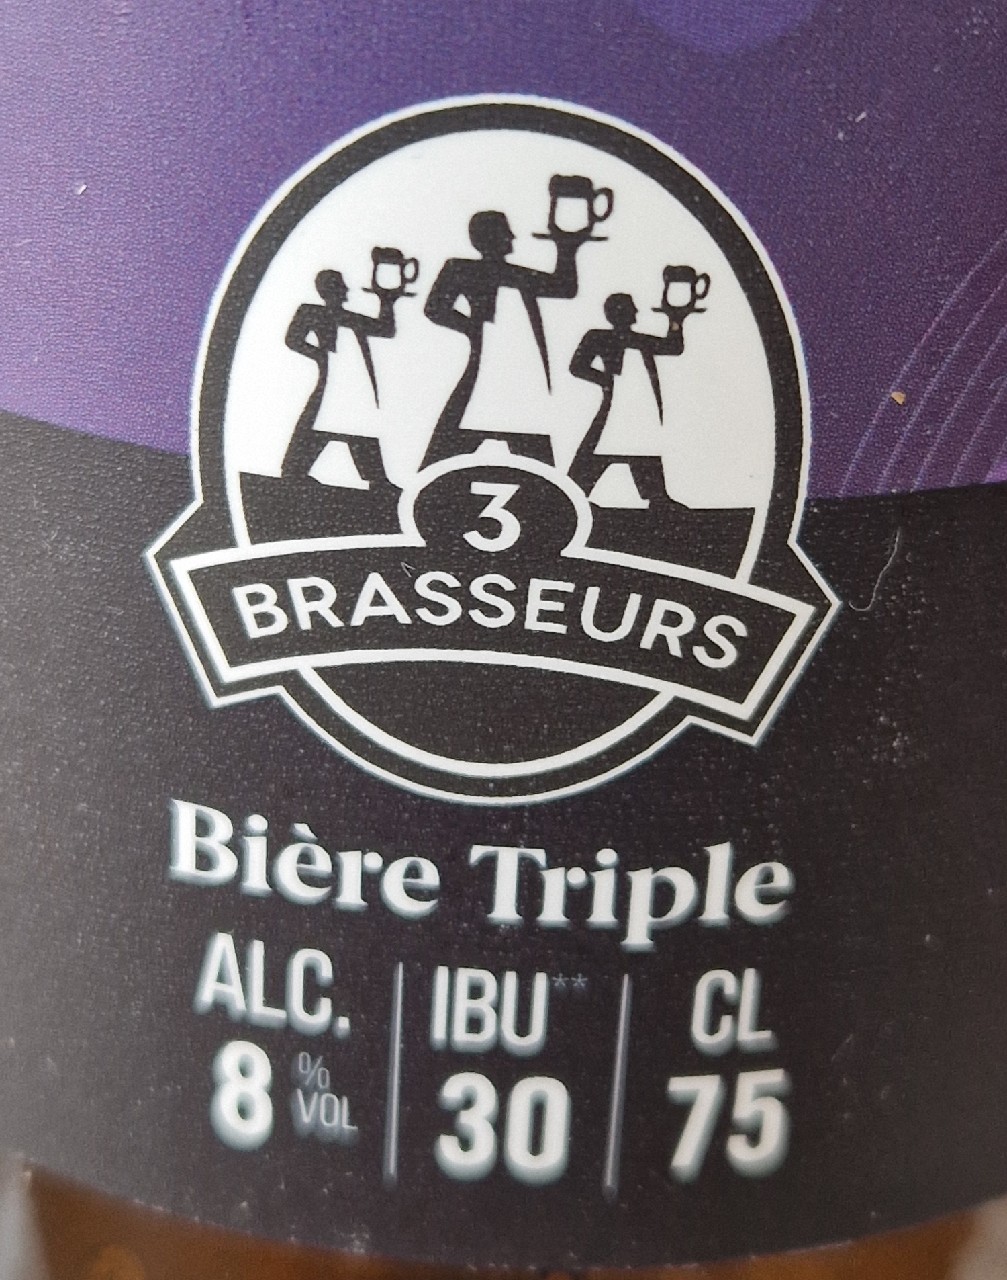 3
BRASSEURS
Bière Triple
ALC. IBU** CL
8 % VOL 30 75